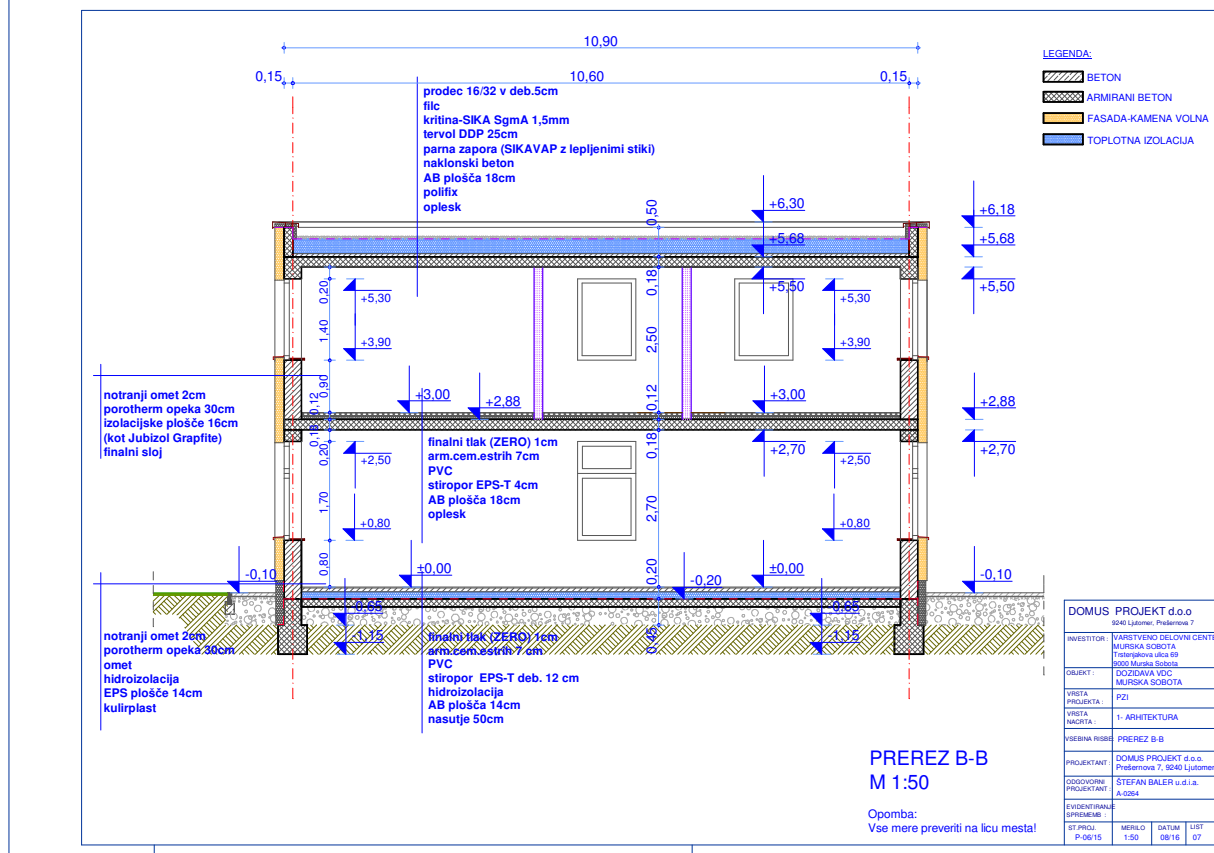 10,90
0,15
10,60
0,15
LEGENDA:
BETON
ARMIRANI BETON
FASADA-KAMENA VOLNA
TOPLOTNA IZOLACIJA
prodec 16/32 v deb.5cm
filc
kritina-SIKA SgmA 1,5mm
tervol DDP 25cm
parna zapora (SIKAVAP z lepljenimi stiki)
naklonski beton
AB plošča 18cm
polifix
oplesk
0,50
+6,30
+6,18
+5,68
+5,68
0,18
+5,50
+5,50
0,20
+5,30
+5,30
1,40
2,50
+3,90
+3,90
0,90
0,12
+3,00
+2,88
0,12
+3,00
+2,88
notranji omet 2cm
porotherm opeka 30cm
izolacijske plošče 16cm
(kot Jubizol Grapfite)
finalni sloj
0,18
0,18
+2,70
+2,70
0,20
+2,50
+2,50
finalni tlak (ZERO) 1cm
arm.cem.estrih 7cm
PVC
stiropor EPS-T 4cm
AB plošča 18cm
oplesk
1,70
2,70
+0,80
+0,80
0,80
-0,10
±0,00
0,20
-0,20
±0,00
-0,10
-0,65
-0,65
-1,15
0,45
-1,15
notranji omet 2cm
porotherm opeka 30cm
omet
hidroizolacija
EPS plošče 14cm
kulirplast
finalni tlak (ZERO) 1cm
arm.cem.estrih 7 cm
PVC
stiropor EPS-T deb. 12 cm
hidroizolacija
AB plošča 14cm
nasutje 50cm
PREREZ B-B
M 1:50
Opomba:
Vse mere preveriti na licu mesta!
DOMUS PROJEKT d.o.o
9240 Ljutomer, Prešernova 7
INVESTITOR :
VARSTVENO DELOVNI CENTE
MURSKA SOBOTA
Trstenjakova ulica 69
9000 Murska Sobota
OBJEKT :
DOZIDAVA VDC
MURSKA SOBOTA
VRSTA
PROJEKTA :
PZI
VRSTA
NACRTA :
1- ARHITEKTURA
VSEBINA RISBE:
PREREZ B-B
PROJEKTANT :
DOMUS PROJEKT d.o.o.
Prešernova 7, 9240 Ljutomer
ODGOVORNI
PROJEKTANT :
ŠTEFAN BALER u.d.i.a.
A-0264
EVIDENTIRANJE
SPREMEMB :
ST.PROJ.
P-06/15
MERILO
1:50
DATUM
08/16
LIST
07